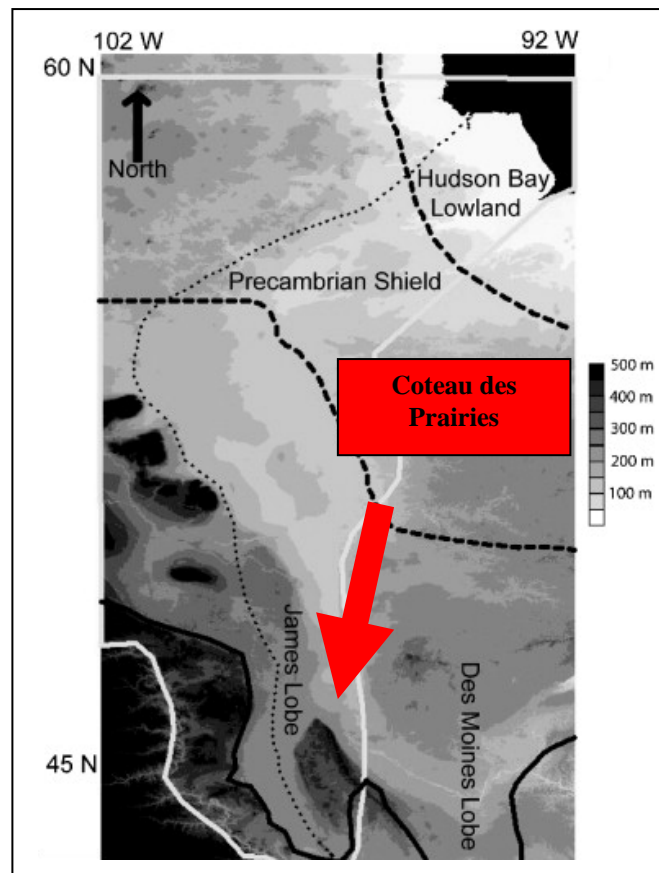 102 W
92 W
60 N
North
Hudson Bay
Lowland
Precambrian Shield
Coteau des
Prairies
500 m
400 m
300 m
200 m
100 m
James Lobe
Des Moines Lobe
45 N